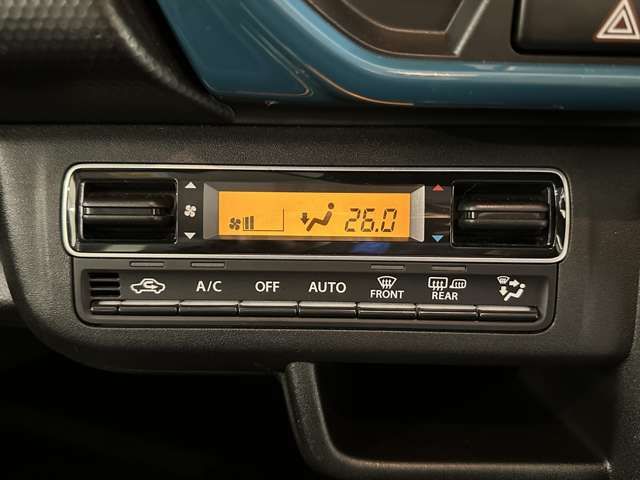 26.0
A/C OFF AUTO FRONT REAR